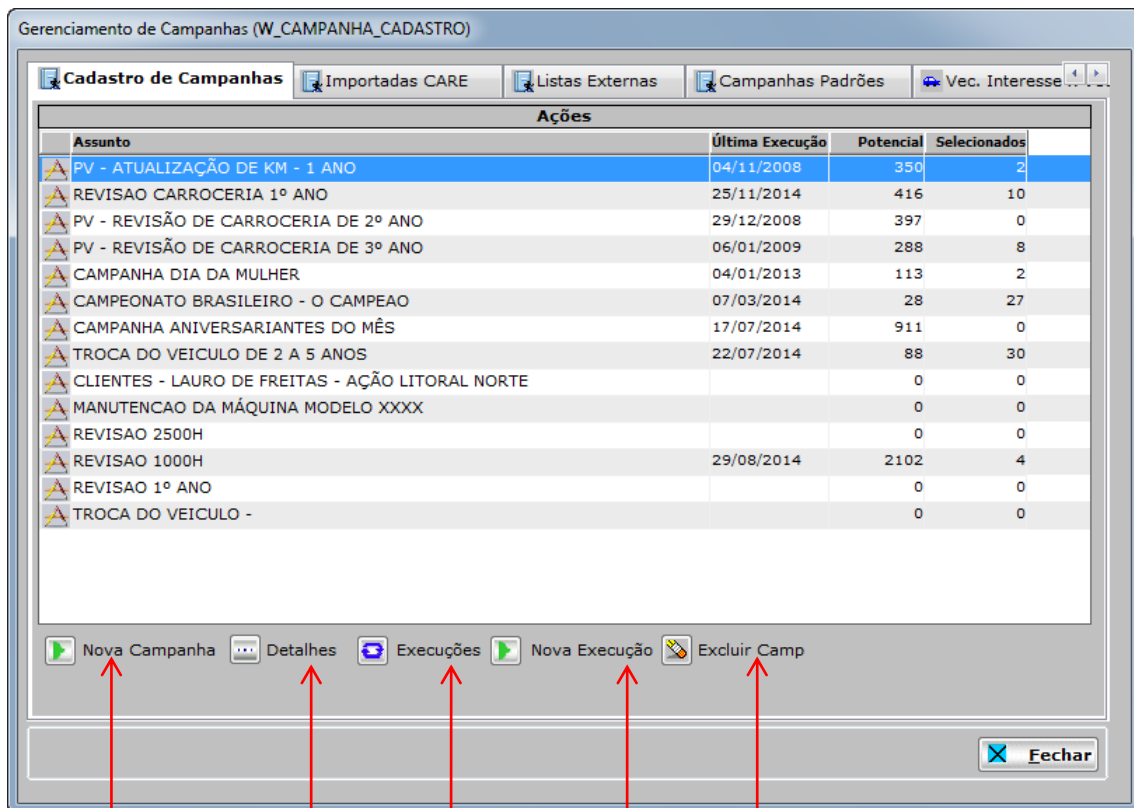 Gerenciamento de Campanhas (W_CAMPANHA_CADASTRO)
Cadastro de Campanhas Importadas CARE Listas Externas Campanhas Padrões Vec. Interesse
Ações
Assunto Última Execução Potencial Selecionados
PV - ATUALIZAÇÃO DE KM - 1 ANO 04/11/2008 350 2
REVISAO CARROCERIA 1º ANO 25/11/2014 416 10
PV - REVISÃO DE CARROCERIA DE 2º ANO 29/12/2008 397 0
PV - REVISÃO DE CARROCERIA DE 3º ANO 06/01/2009 288 8
CAMPANHA DIA DA MULHER 04/01/2013 113 2
CAMPEONATO BRASILEIRO - O CAMPEAO 07/03/2014 28 27
CAMPANHA ANIVERSARIANTES DO MÊS 17/07/2014 911 0
TROCA DO VEICULO DE 2 A 5 ANOS 22/07/2014 88 30
CLIENTES - LAURO DE FREITAS - AÇÃO LITORAL NORTE 0 0
MANUTENCAO DA MÁQUINA MODELO XXXX 0 0
REVISAO 2500H 0 0
REVISAO 1000H 29/08/2014 2102 4
REVISAO 1º ANO 0 0
TROCA DO VEICULO - 0 0
Nova Campanha Detalhes Execuções Nova Execução Excluir Camp
Fechar